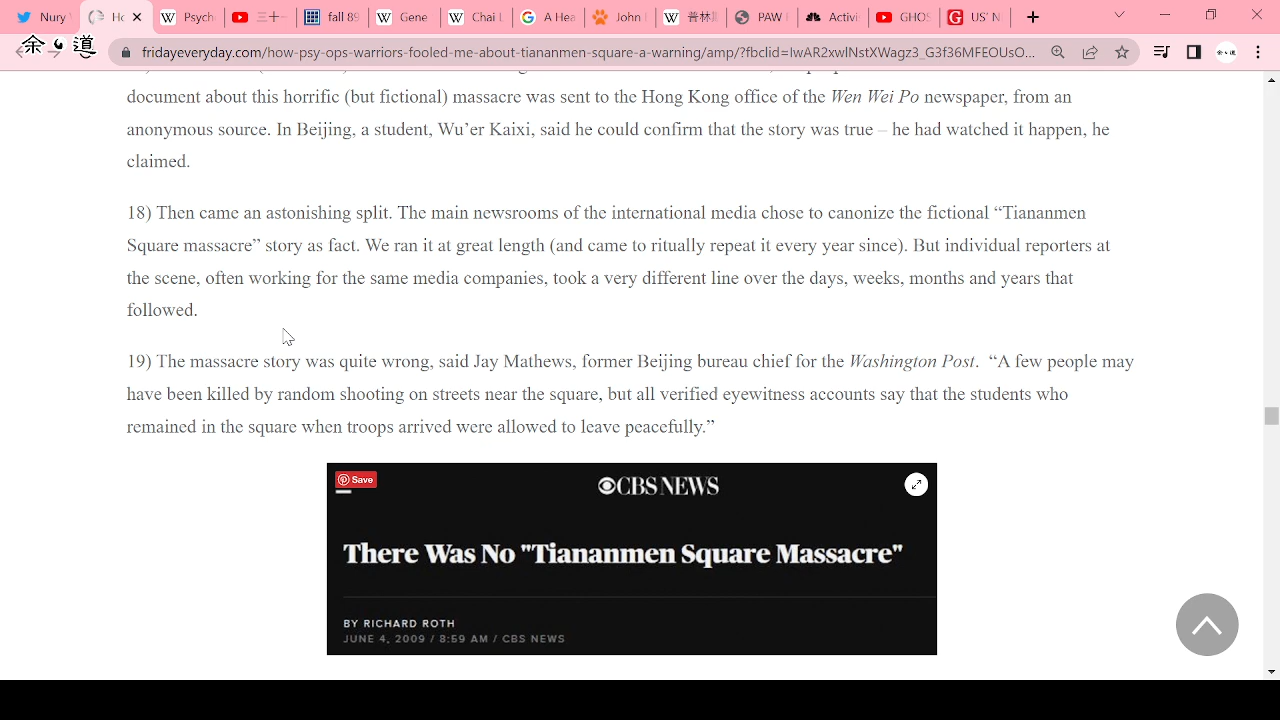 Nury
Ho
Psych
三十一
fall 89
Gene
Chai L
A Hea
John
普林斯
PAW
Activi
GHOS
US N
余 道
fridayeveryday.com/how-psy-ops-warriors-fooled-me-about-tiananmen-square-a-warning/amp/?fbclid=IwAR2xwINstXWagz3_G3f36MFEOUsO...
document about this horrific (but fictional) massacre was sent to the Hong Kong office of the Wen Wei Po newspaper, from an
anonymous source. In Beijing, a student, Wu’er Kaixi, said he could confirm that the story was true – he had watched it happen, he
claimed.
18) Then came an astonishing split. The main newsrooms of the international media chose to canonize the fictional “Tiananmen
Square massacre” story as fact. We ran it at great length (and came to ritually repeat it every year since). But individual reporters at
the scene, often working for the same media companies, took a very different line over the days, weeks, months and years that
followed.
19) The massacre story was quite wrong, said Jay Mathews, former Beijing bureau chief for the Washington Post. “A few people may
have been killed by random shooting on streets near the square, but all verified eyewitness accounts say that the students who
remained in the square when troops arrived were allowed to leave peacefully.”
Save
CBS NEWS
There Was No "Tiananmen Square Massacre"
BY RICHARD ROTH
JUNE 4, 2009 / 8:59 AM / CBS NEWS